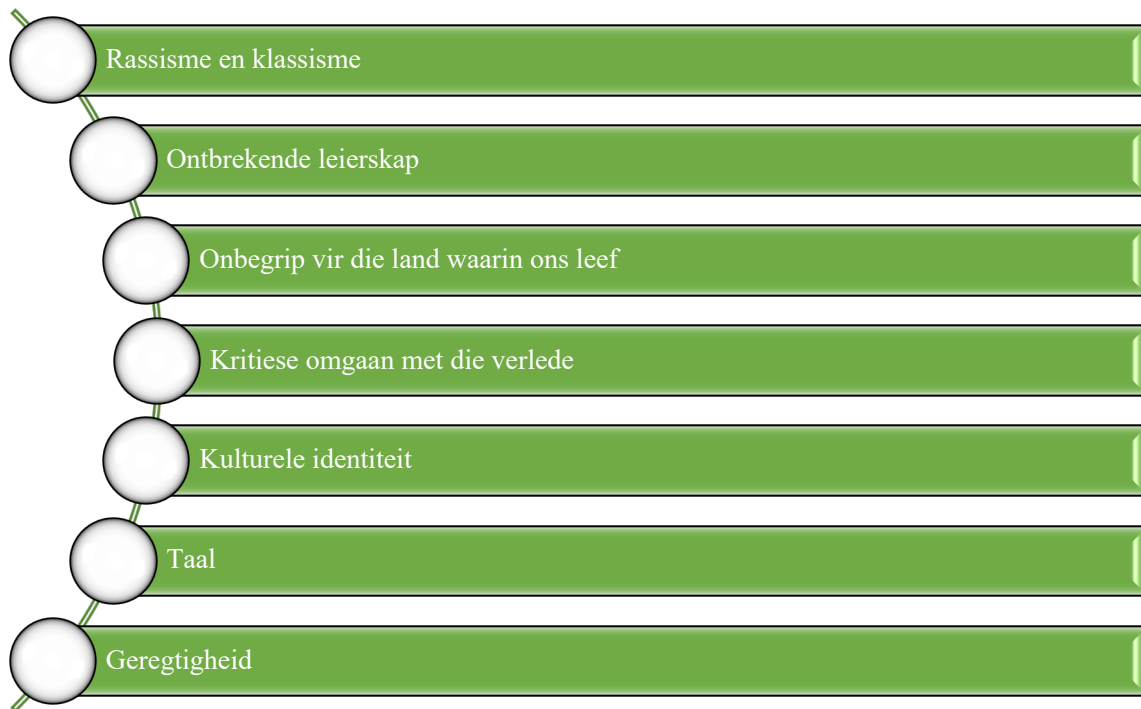 Rassisme en klassisme
Ontbrekende leierskap
Onbegrip vir die land waarin ons leef
Kritiese omgaan met die verlede
Kulturele identiteit
Taal
Geregtigheid